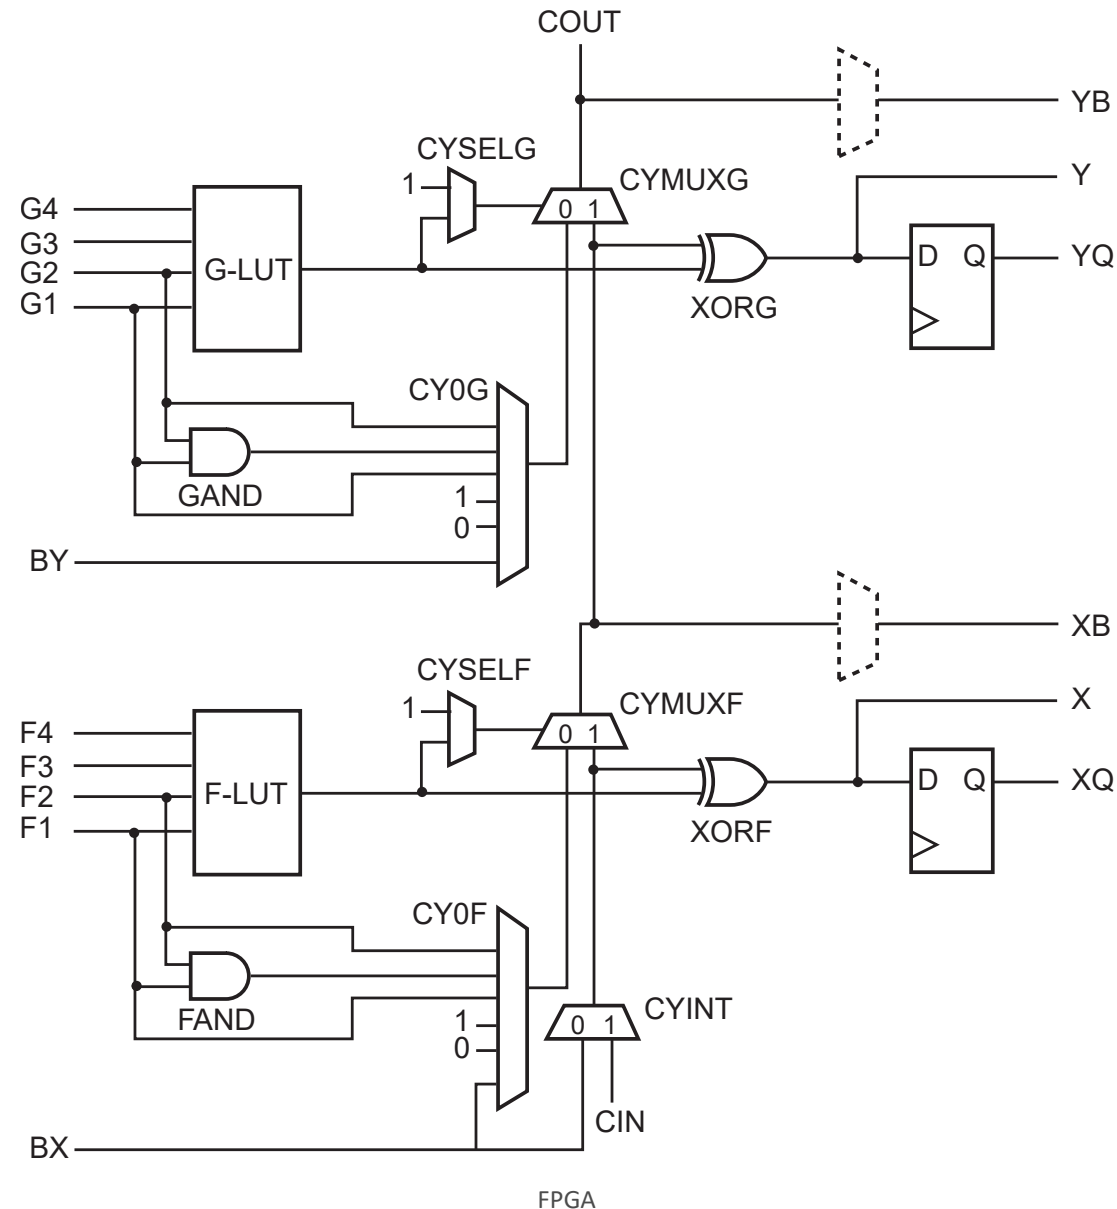 COUT
YB
CYSELG
1
CYMUXG
0 1
Y
G4
G3
G2
G1
G-LUT
D Q
YQ
XORG
CY0G
GAND
1
0
BY
XB
CYSELF
1
CYMUXF
0 1
X
F4
F3
F2
F1
F-LUT
D Q
XQ
XORF
CY0F
FAND
1
0
CYINT
0 1
CIN
BX
FPGA